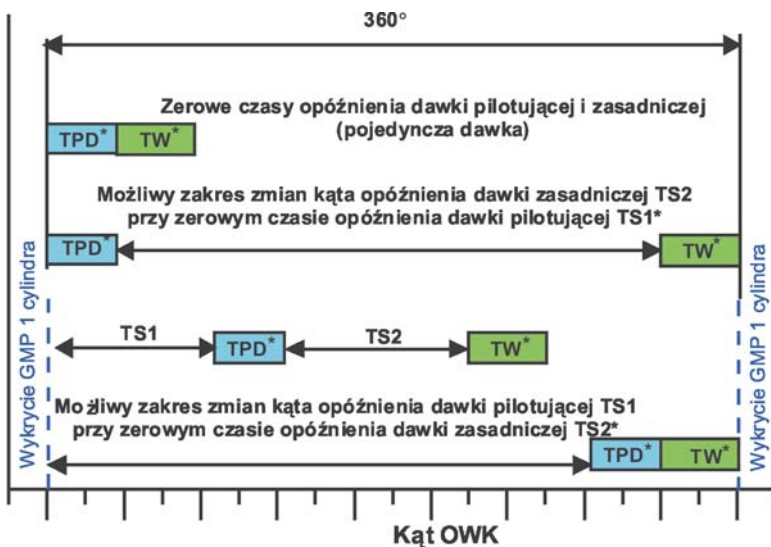 360°
Zerowe czasy opóźnienia dawki pilotującej i zasadniczej
(pojedyncza dawka)
TPD* TW*
Możliwy zakres zmian kąta opóźnienia dawki zasadniczej TS2
przy zerowym czasie opóźnienia dawki pilotującej TS1*
TPD* TW*
TS1 TPD* TS2 TW*
Możliwy zakres zmian kąta opóźnienia dawki pilotującej TS1
przy zerowym czasie opóźnienia dawki zasadniczej TS2*
TPD* TW*
Wykrycie GMP 1 cylindra
Wykrycie GMP 1 cylindra
Kąt OWK